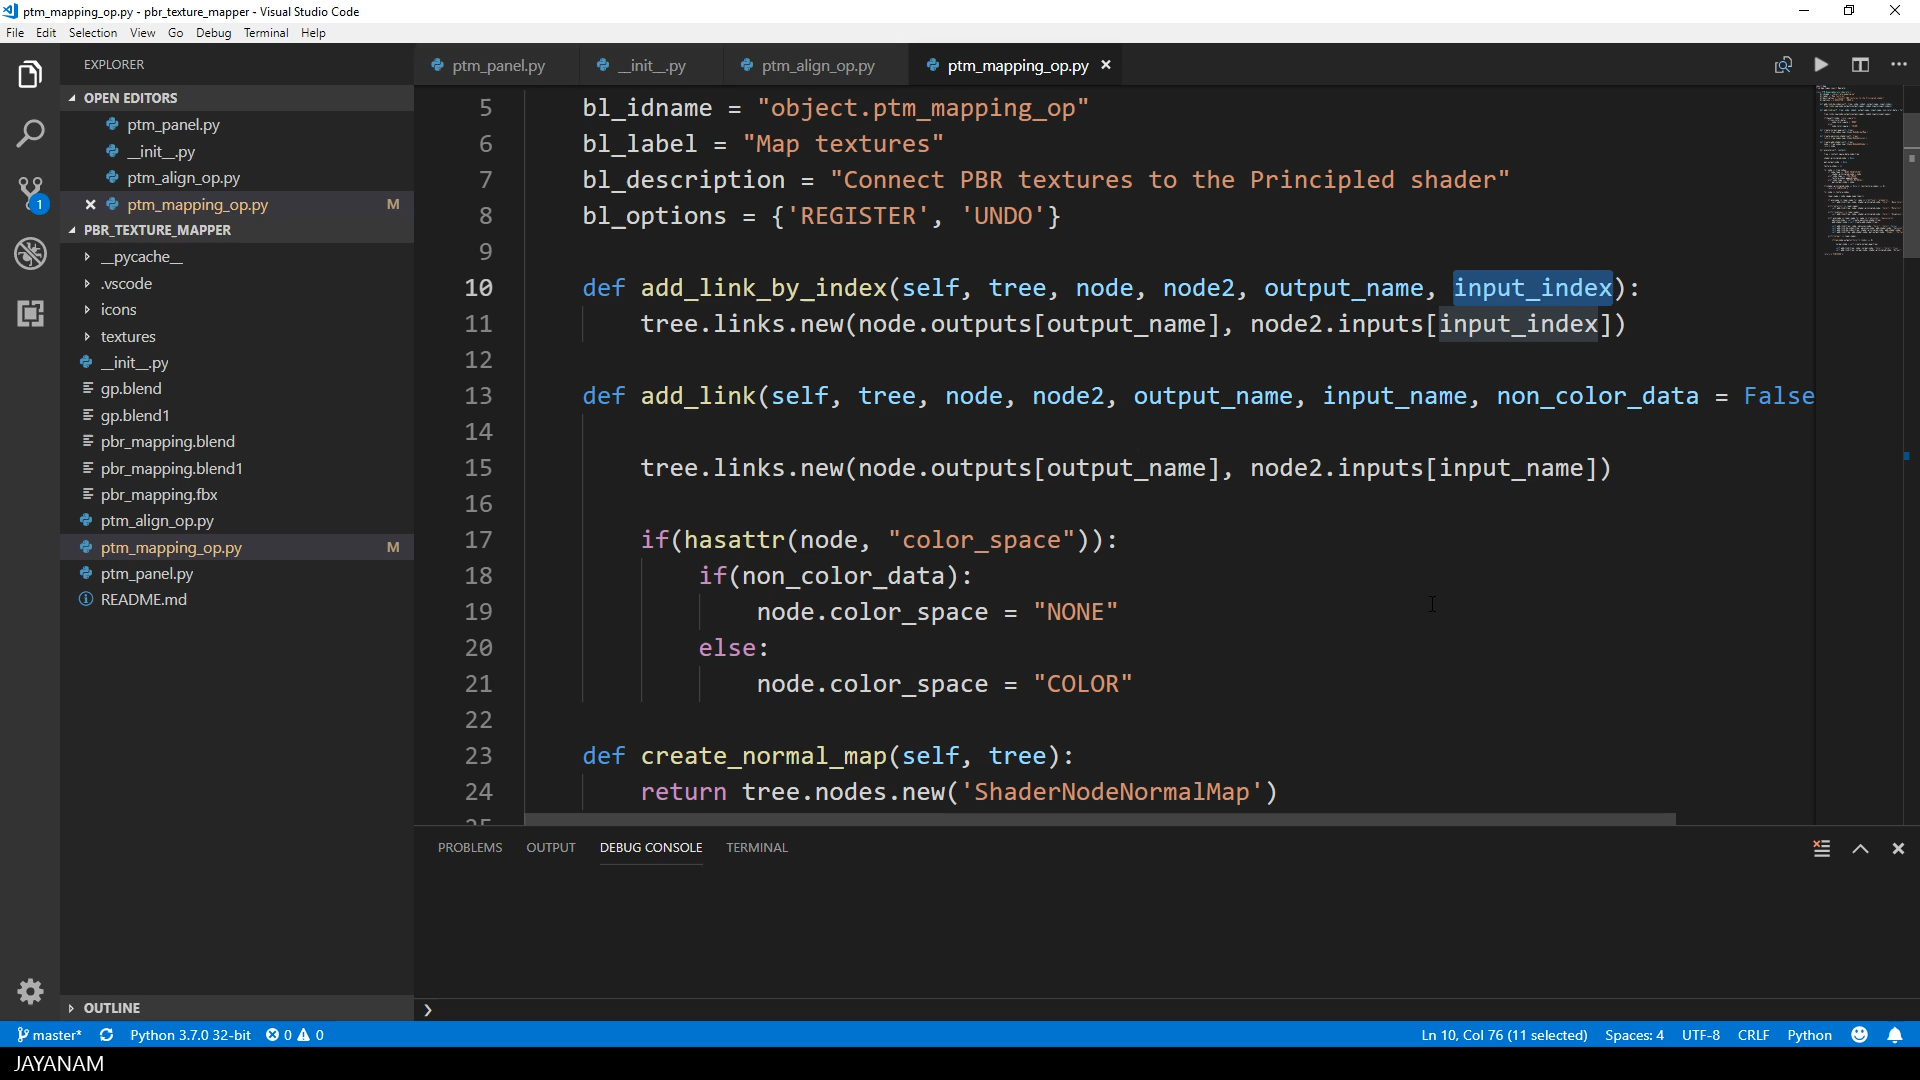 ptm_mapping_op.py - pbr_texture_mapper - Visual Studio Code
File Edit Selection View Go Debug Terminal Help
EXPLORER
OPEN EDITORS
ptm_panel.py
__init__.py
ptm_align_op.py
ptm_mapping_op.py M
PBR_TEXTURE_MAPPER
__pycache__
.vscode
icons
textures
__init__.py
gp.blend
gp.blend1
pbr_mapping.blend
pbr_mapping.blend1
pbr_mapping.fbx
ptm_align_op.py
ptm_mapping_op.py M
ptm_panel.py
README.md
OUTLINE
1
ptm_panel.py __init__.py ptm_align_op.py ptm_mapping_op.py
5 bl_idname = "object.ptm_mapping_op"
6 bl_label = "Map textures"
7 bl_description = "Connect PBR textures to the Principled shader"
8 bl_options = {'REGISTER', 'UNDO'}
9
10 def add_link_by_index(self, tree, node, node2, output_name, input_index):
11 tree.links.new(node.outputs[output_name], node2.inputs[input_index])
12
13 def add_link(self, tree, node, node2, output_name, input_name, non_color_data = False
14
15 tree.links.new(node.outputs[output_name], node2.inputs[input_name])
16
17 if(hasattr(node, "color_space")):
18 if(non_color_data):
19 node.color_space = "NONE"
20 else:
21 node.color_space = "COLOR"
22
23 def create_normal_map(self, tree):
24 return tree.nodes.new('ShaderNodeNormalMap')
25
PROBLEMS OUTPUT DEBUG CONSOLE TERMINAL
master* Python 3.7.0 32-bit 0 0 Ln 10, Col 76 (11 selected) Spaces: 4 UTF-8 CRLF Python
JAYANAM